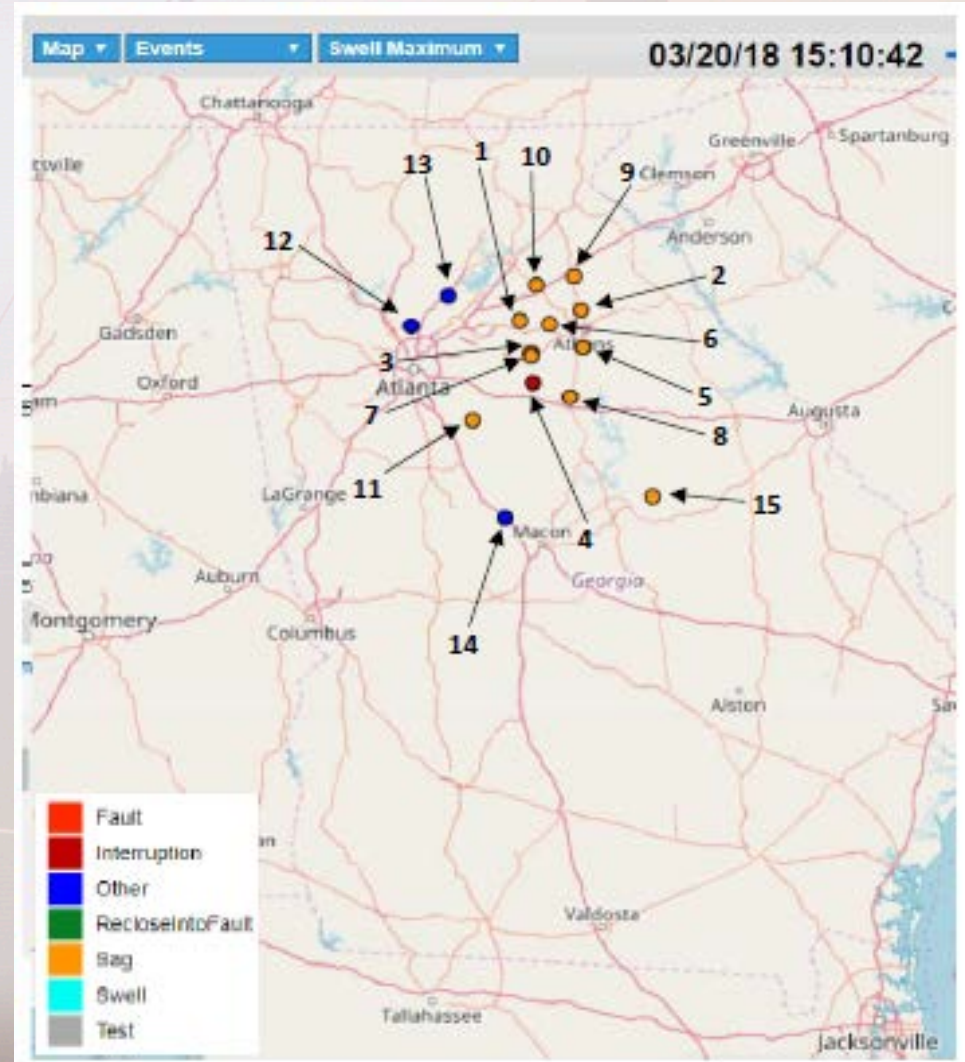 Map ▼ Events ▼ Swell Maximum ▼ 03/20/18 15:10:42
Chattanooga
Greenville
Spartanburg
13 1 10 9 Clemson
Anderson
12
2
Gadsden
6
3 Athens
Oxford
Atlanta
7 5
Augusta
8
LaGrange 11
15
Macon 4
Auburn
Georgia
Montgomery
Columbus
14
Alston
Fault
Interruption
Other
RecloseIntoFault
Sag
Swell
Test
Valdosta
Tallahassee
Jacksonville